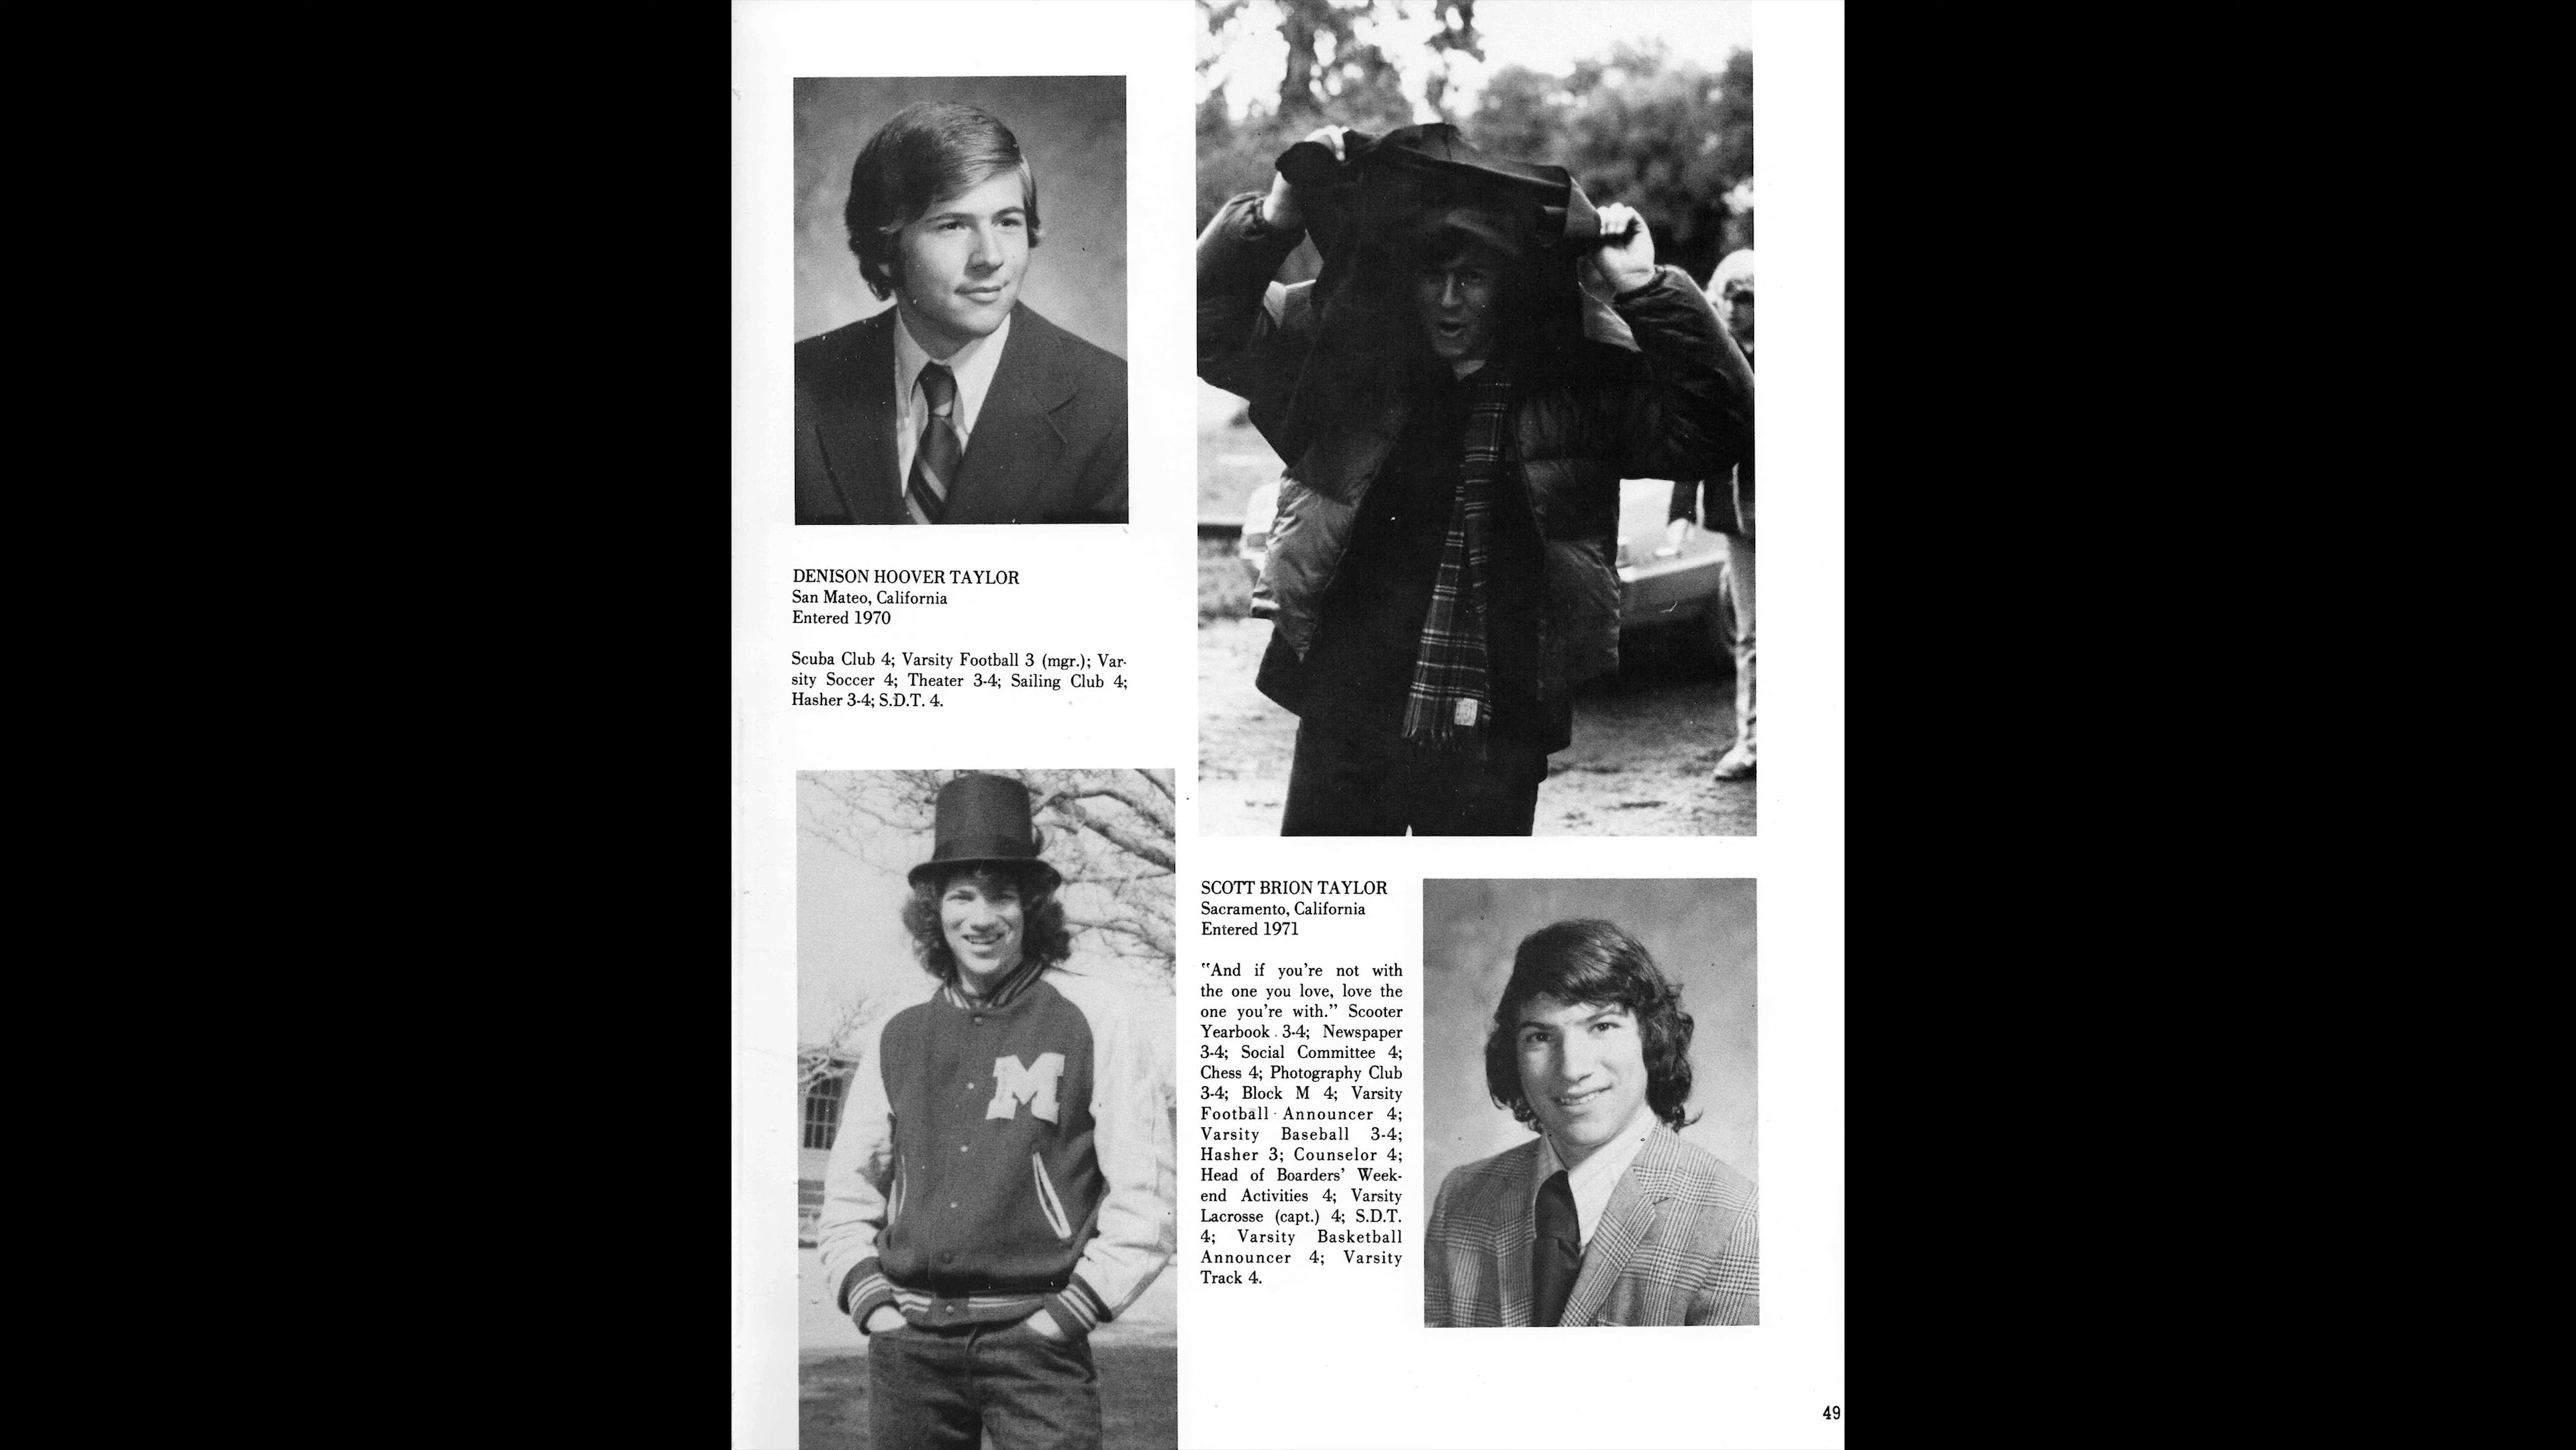 DENISON HOOVER TAYLOR
San Mateo, California
Entered 1970
Scuba Club 4; Varsity Football 3 (mgr.); Var-
sity Soccer 4; Theater 3-4; Sailing Club 4;
Hasher 3-4; S.D.T. 4.
M
SCOTT BRION TAYLOR
Sacramento, California
Entered 1971
"And if you're not with
the one you love, love the
one you're with." Scooter
Yearbook 3-4; Newspaper
3-4; Social Committee 4;
Chess 4; Photography Club
3-4; Block M 4; Varsity
Football Announcer 4;
Varsity Baseball 3-4;
Hasher 3; Counselor 4;
Head of Boarders' Week-
end Activities 4; Varsity
Lacrosse (capt.) 4; S.D.T.
4; Varsity Basketball
Announcer 4; Varsity
Track 4.
49